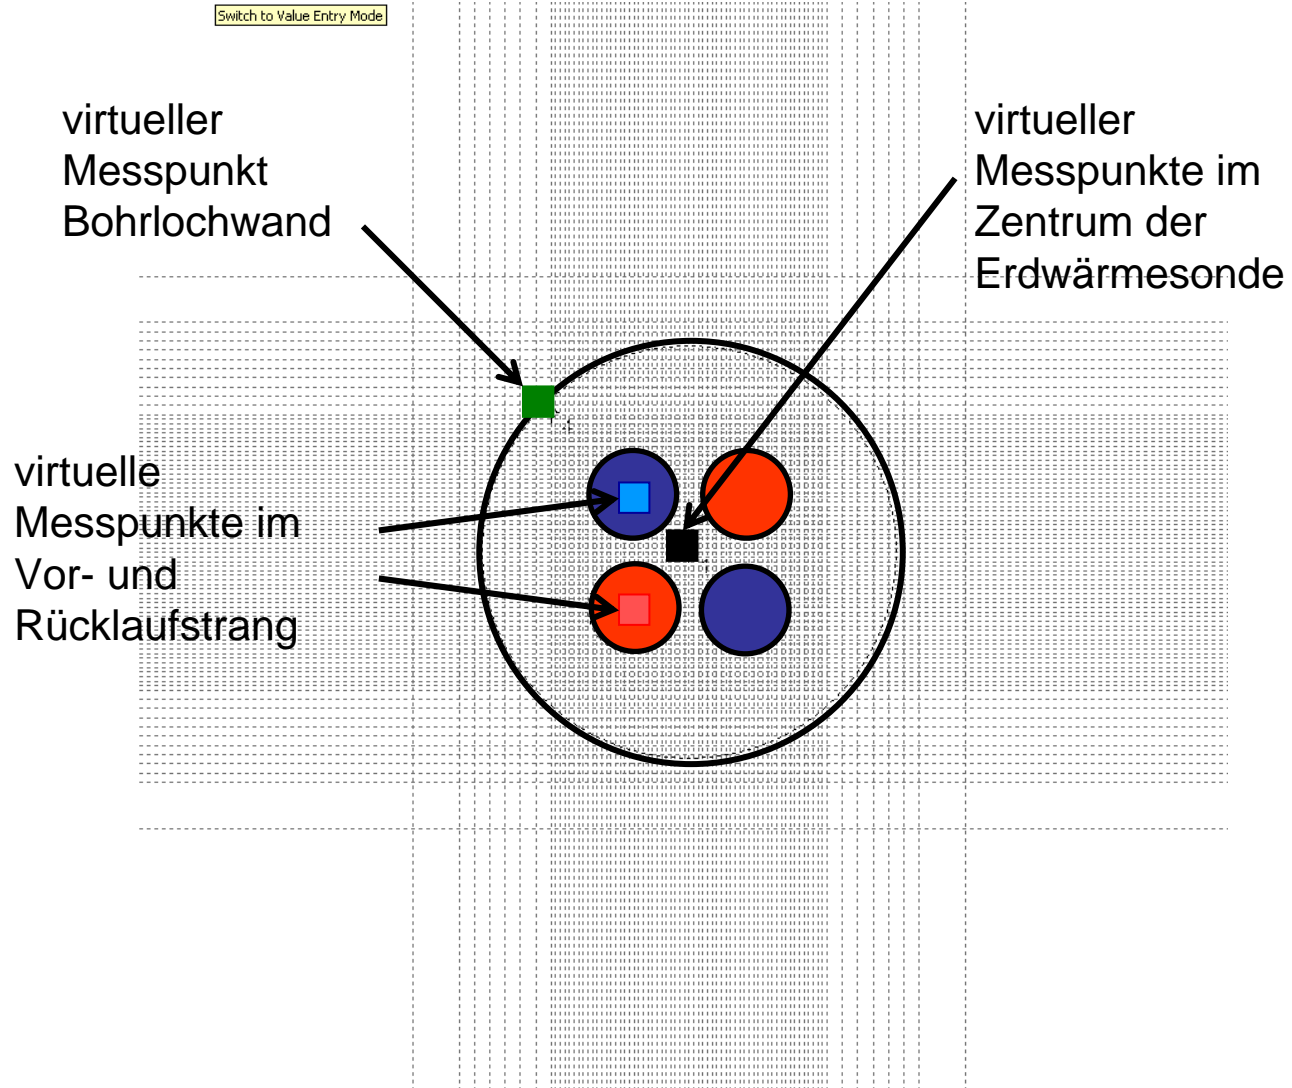 Switch to Value Entry Mode
virtueller
Messpunkt
Bohrlochwand
virtueller
Messpunkte im
Zentrum der
Erdwärmesonde
virtuelle
Messpunkte im
Vor- und
Rücklaufstrang